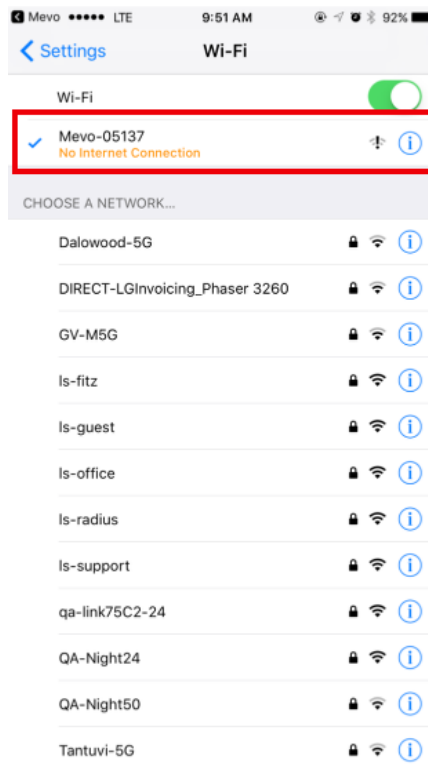 Mevo ●●●●● LTE 9:51 AM 92%
Settings Wi-Fi
Wi-Fi
Mevo-05137
No Internet Connection
CHOOSE A NETWORK...
Dalowood-5G
DIRECT-LGInvoicing_Phaser 3260
GV-M5G
ls-fitz
ls-guest
ls-office
ls-radius
ls-support
qa-link75C2-24
QA-Night24
QA-Night50
Tantuvi-5G